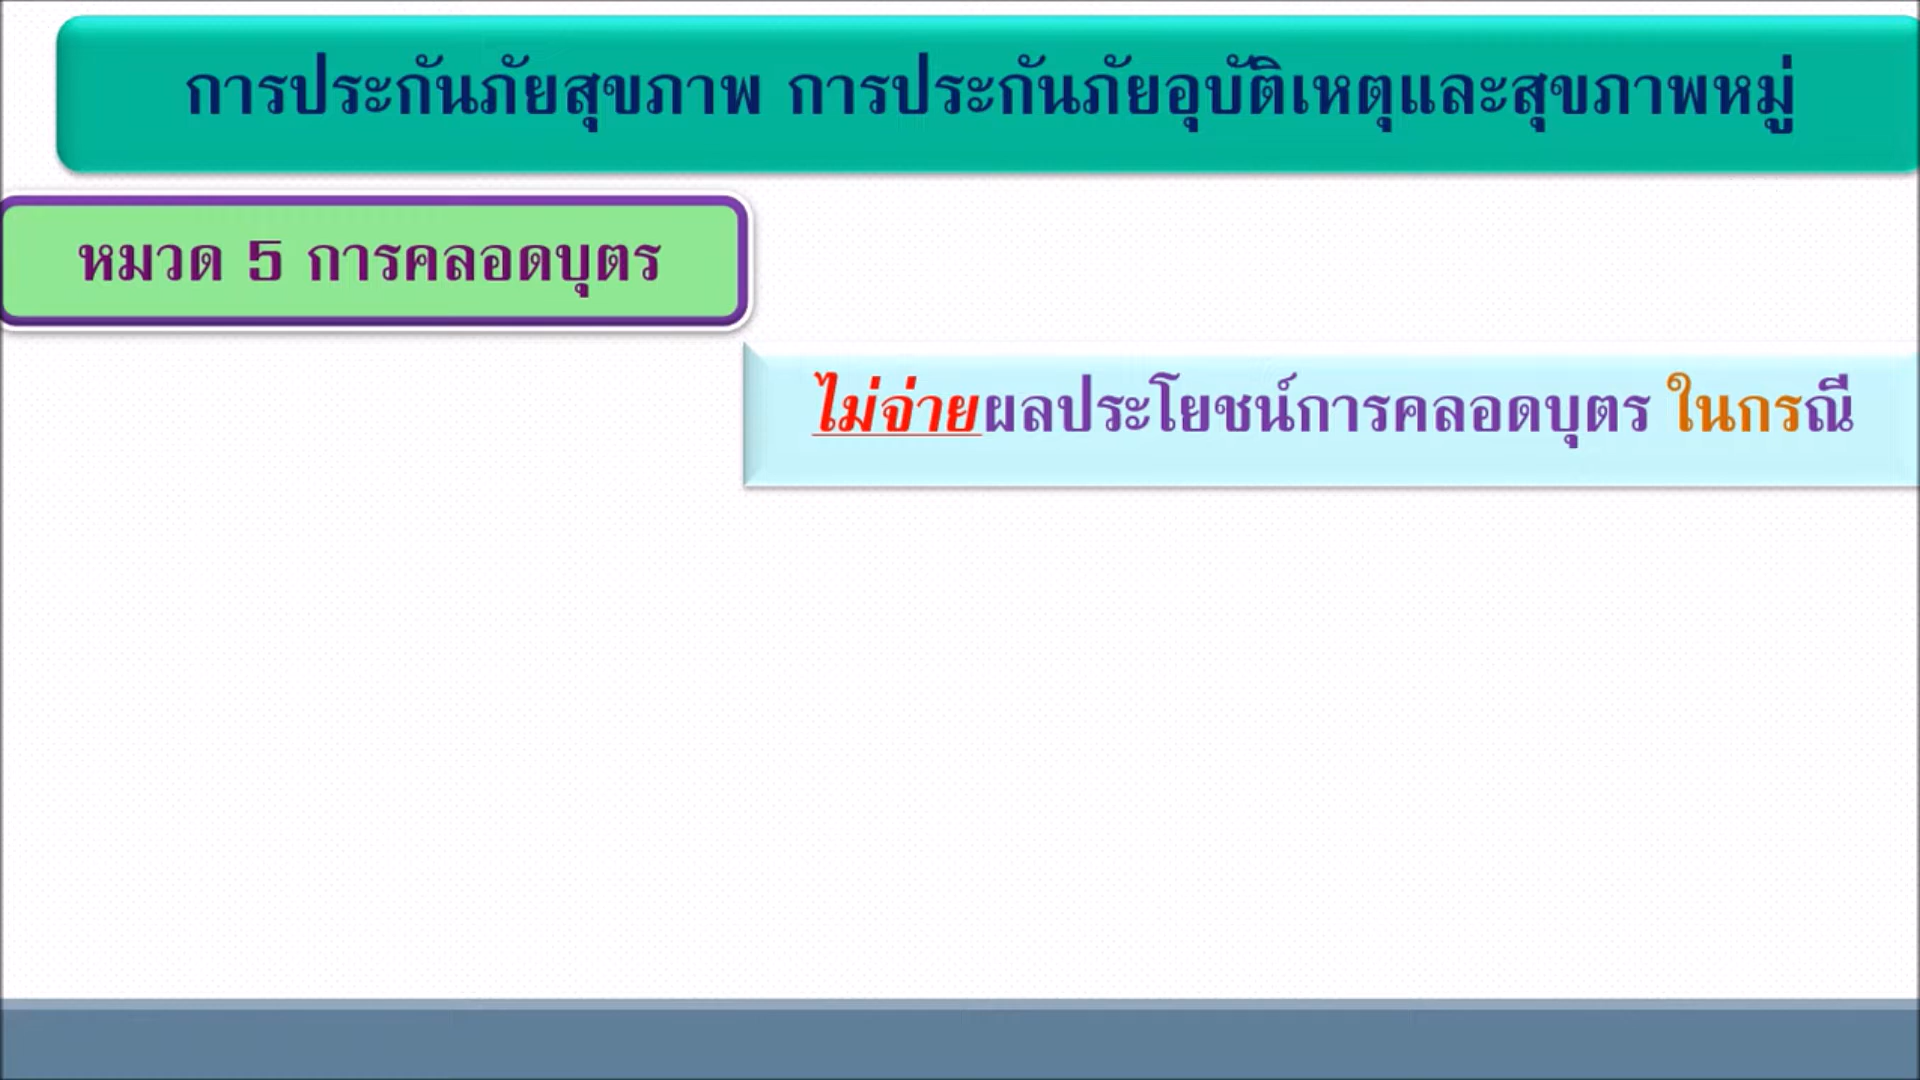 การประกันภัยสุขภาพ การประกันภัยอุบัติเหตุและสุขภาพหมู่
หมวด 5 การคลอดบุตร
ไม่จ่ายผลประโยชน์การคลอดบุตร ในกรณี